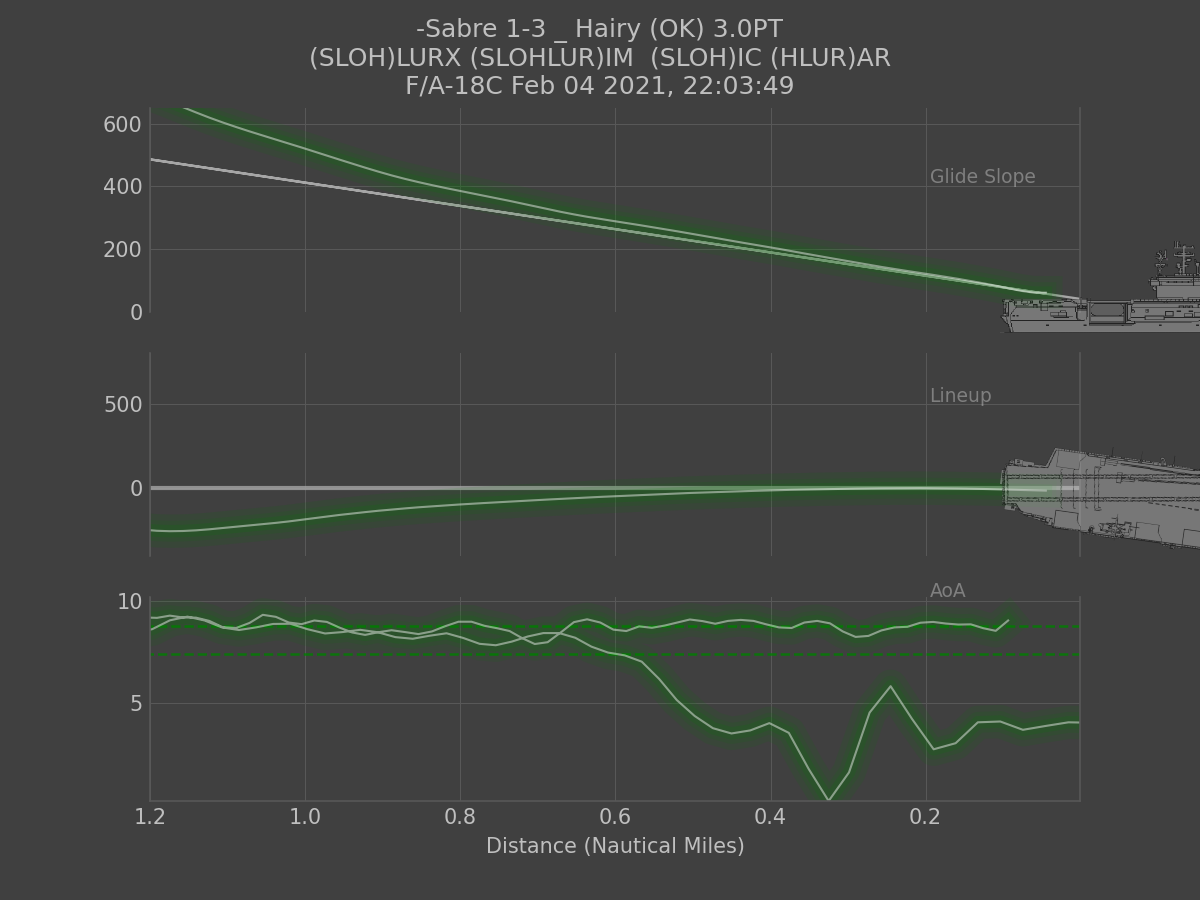 -Sabre 1-3 _ Hairy (OK) 3.0PT
(SLOH)LURX (SLOHLUR)IM  (SLOH)IC (HLUR)AR
F/A-18C Feb 04 2021, 22:03:49
600
400
200
0
Glide Slope
500
0
Lineup
10
5
AoA
1.2 1.0 0.8 0.6 0.4 0.2
Distance (Nautical Miles)